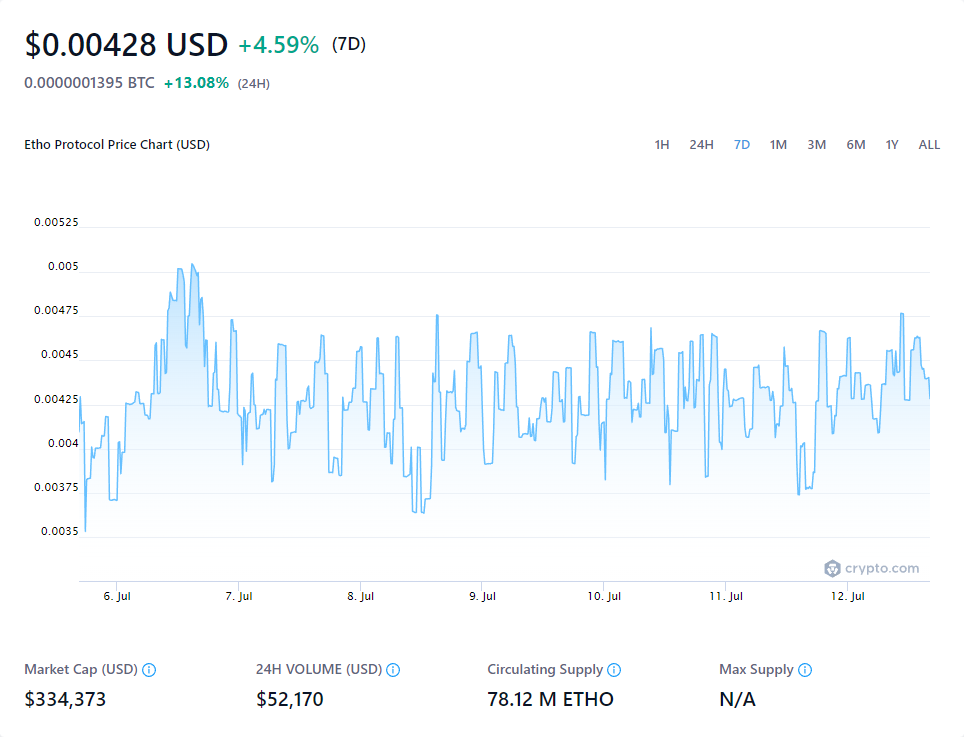 $0.00428 USD +4.59% (7D)
0.0000001395 BTC +13.08% (24H)
Etho Protocol Price Chart (USD) 1H 24H 7D 1M 3M 6M 1Y ALL
0.00525
0.005
0.00475
0.0045
0.00425
0.004
0.00375
0.0035
crypto.com
6. Jul 7. Jul 8. Jul 9. Jul 10. Jul 11. Jul 12. Jul
Market Cap (USD) 24H VOLUME (USD) Circulating Supply Max Supply
$334,373 $52,170 78.12 M ETHO N/A